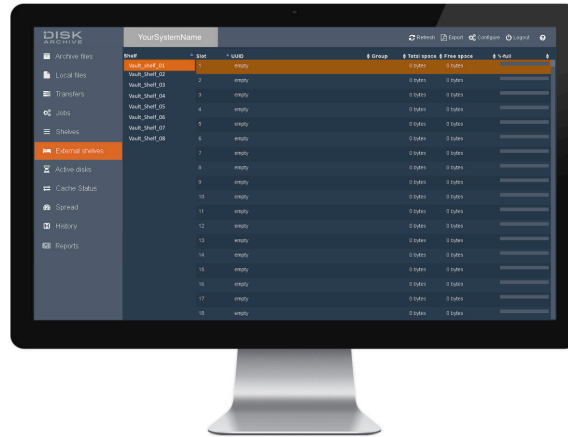 DISK
ARCHIVE
YourSystemName
Refresh Export Configure Logout
Archive files
Local files
Transfers
Jobs
Shelves
External shelves
Active disks
Cache Status
Spread
History
Reports
Shelf Slot UUID Group Total space Free space %-full
Vault_shelf_01
Vault_Shelf_02
Vault_Shelf_03
Vault_Shelf_04
Vault_Shelf_05
Vault_Shelf_06
Vault_Shelf_07
Vault_Shelf_08
1 empty 0 bytes 0 bytes
2 empty 0 bytes 0 bytes
3 empty 0 bytes 0 bytes
4 empty 0 bytes 0 bytes
5 empty 0 bytes 0 bytes
6 empty 0 bytes 0 bytes
7 empty 0 bytes 0 bytes
8 empty 0 bytes 0 bytes
9 empty 0 bytes 0 bytes
10 empty 0 bytes 0 bytes
11 empty 0 bytes 0 bytes
12 empty 0 bytes 0 bytes
13 empty 0 bytes 0 bytes
14 empty 0 bytes 0 bytes
15 empty 0 bytes 0 bytes
16 empty 0 bytes 0 bytes
17 empty 0 bytes 0 bytes
18 empty 0 bytes 0 bytes